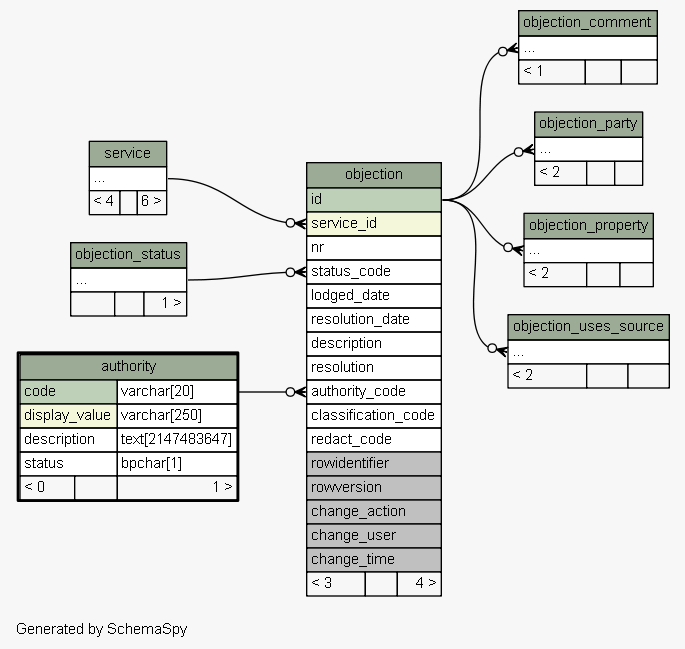 objection_comment
...
< 1
objection_party
...
< 2
service
...
< 4 6 >
objection
id
service_id
nr
status_code
lodged_date
resolution_date
description
resolution
authority_code
classification_code
redact_code
rowidentifier
rowversion
change_action
change_user
change_time
< 3 4 >
objection_property
...
< 2
objection_status
...
1 >
objection_uses_source
...
< 2
authority
code varchar[20]
display_value varchar[250]
description text[2147483647]
status bpchar[1]
< 0 1 >
Generated by SchemaSpy